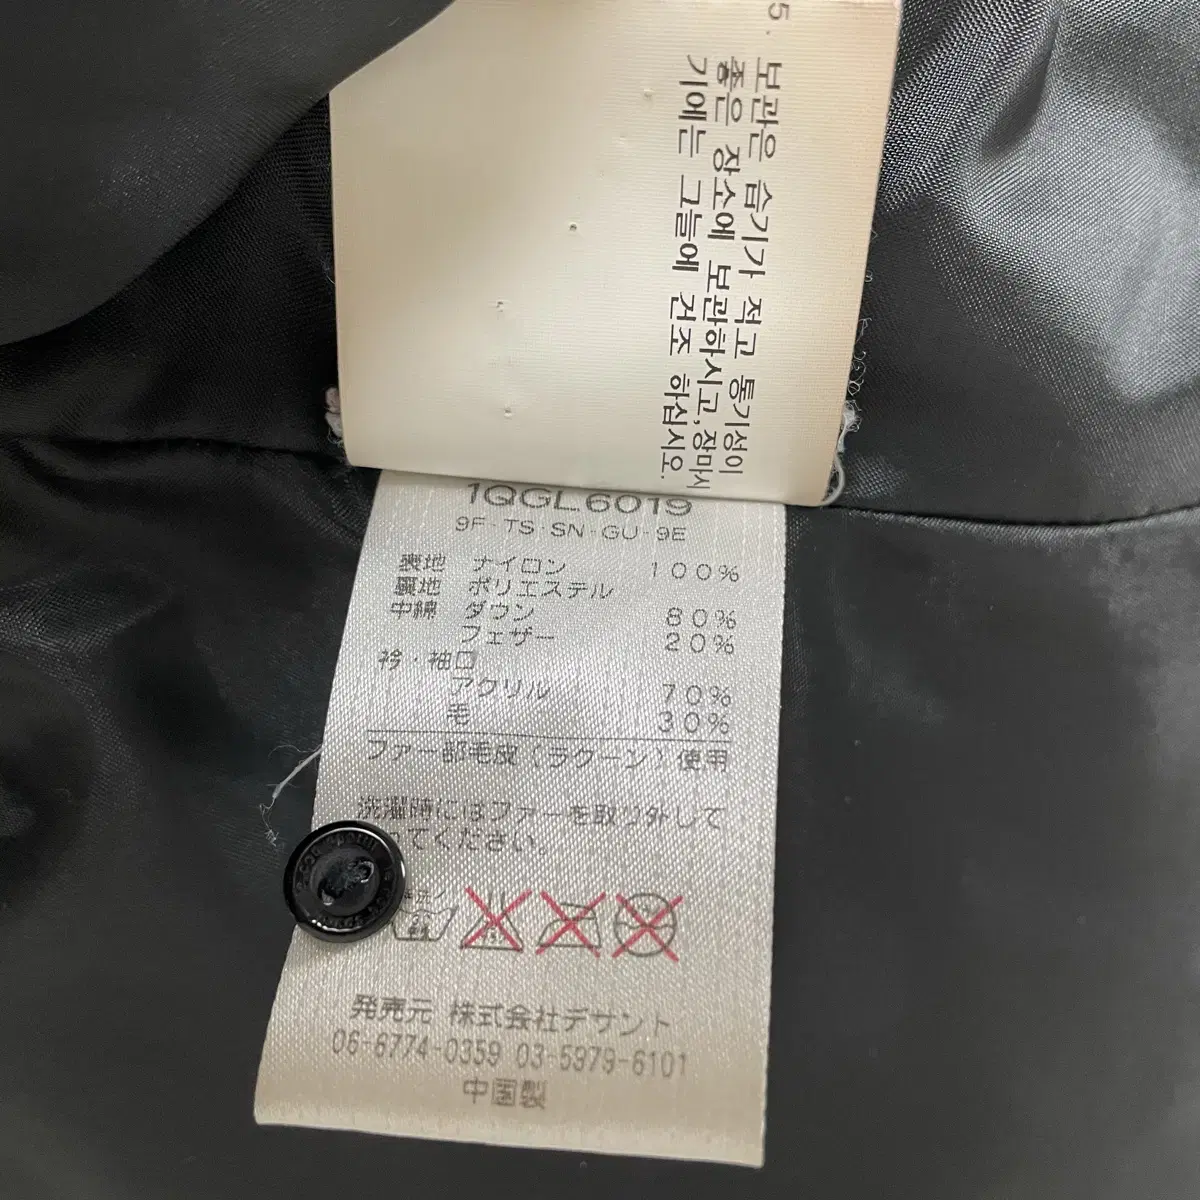 5.
보관은 습기가 적고 통기성이
좋은 장소에 보관하시고,장마시
기에는 그늘에 건조 하십시오.
1QGL6019
9F·TS·SN·GU·9E
表地 ナイロン 100%
裏地 ポリエステル
中綿 ダウン 80%
フェザー 20%
衿・袖口
アクリル 70%
毛 30%
ファー部毛皮(ラクーン)使用
洗濯時にはファーを取り外して
ってください。
発売元 株式会社デサント
06-6774-0359 03-5979-6101
中国製